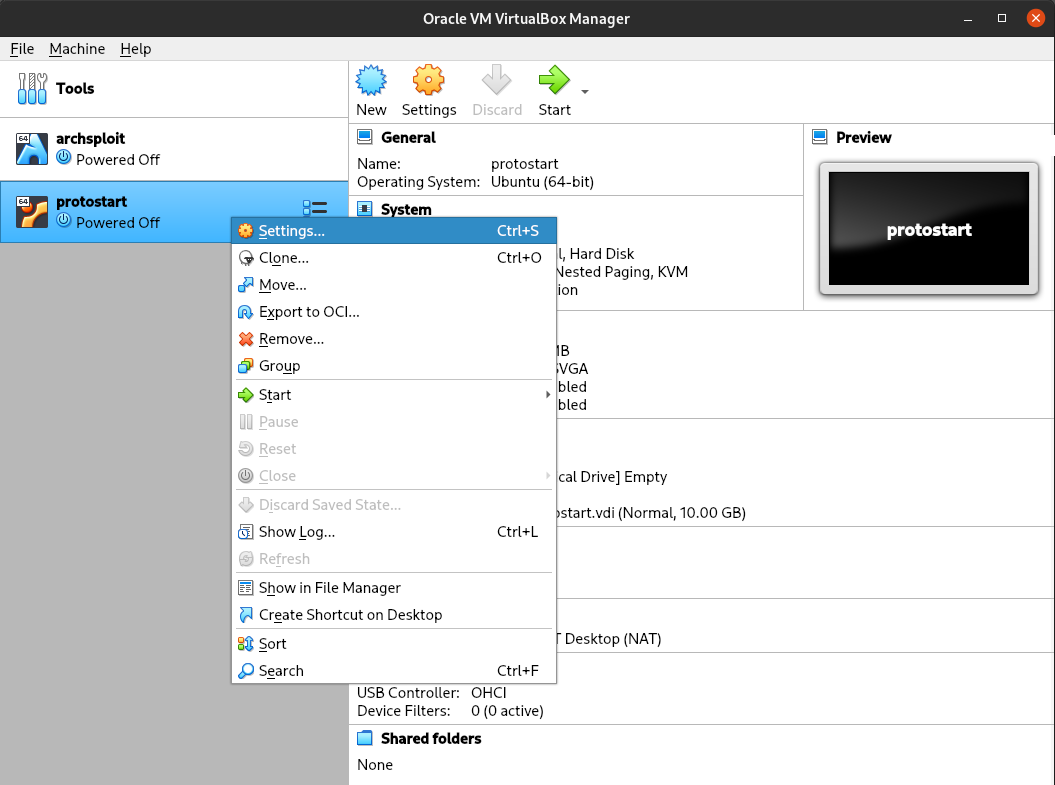 Oracle VM VirtualBox Manager
File Machine Help
Tools
New Settings Discard Start
64 archsploit
Powered Off
64 protostart
Powered Off
General
Name: protostart
Operating System: Ubuntu (64-bit)
System
l, Hard Disk
Nested Paging, KVM
ion
Preview
protostart
Settings... Ctrl+S
Clone... Ctrl+O
Move...
Export to OCI...
Remove...
Group
Start
Pause
Reset
Close
Discard Saved State...
Show Log... Ctrl+L
Refresh
Show in File Manager
Create Shortcut on Desktop
Sort
Search Ctrl+F
MB
SVGA
bled
bled
cal Drive] Empty
ostart.vdi (Normal, 10.00 GB)
T Desktop (NAT)
USB Controller: OHCI
Device Filters: 0 (0 active)
Shared folders
None